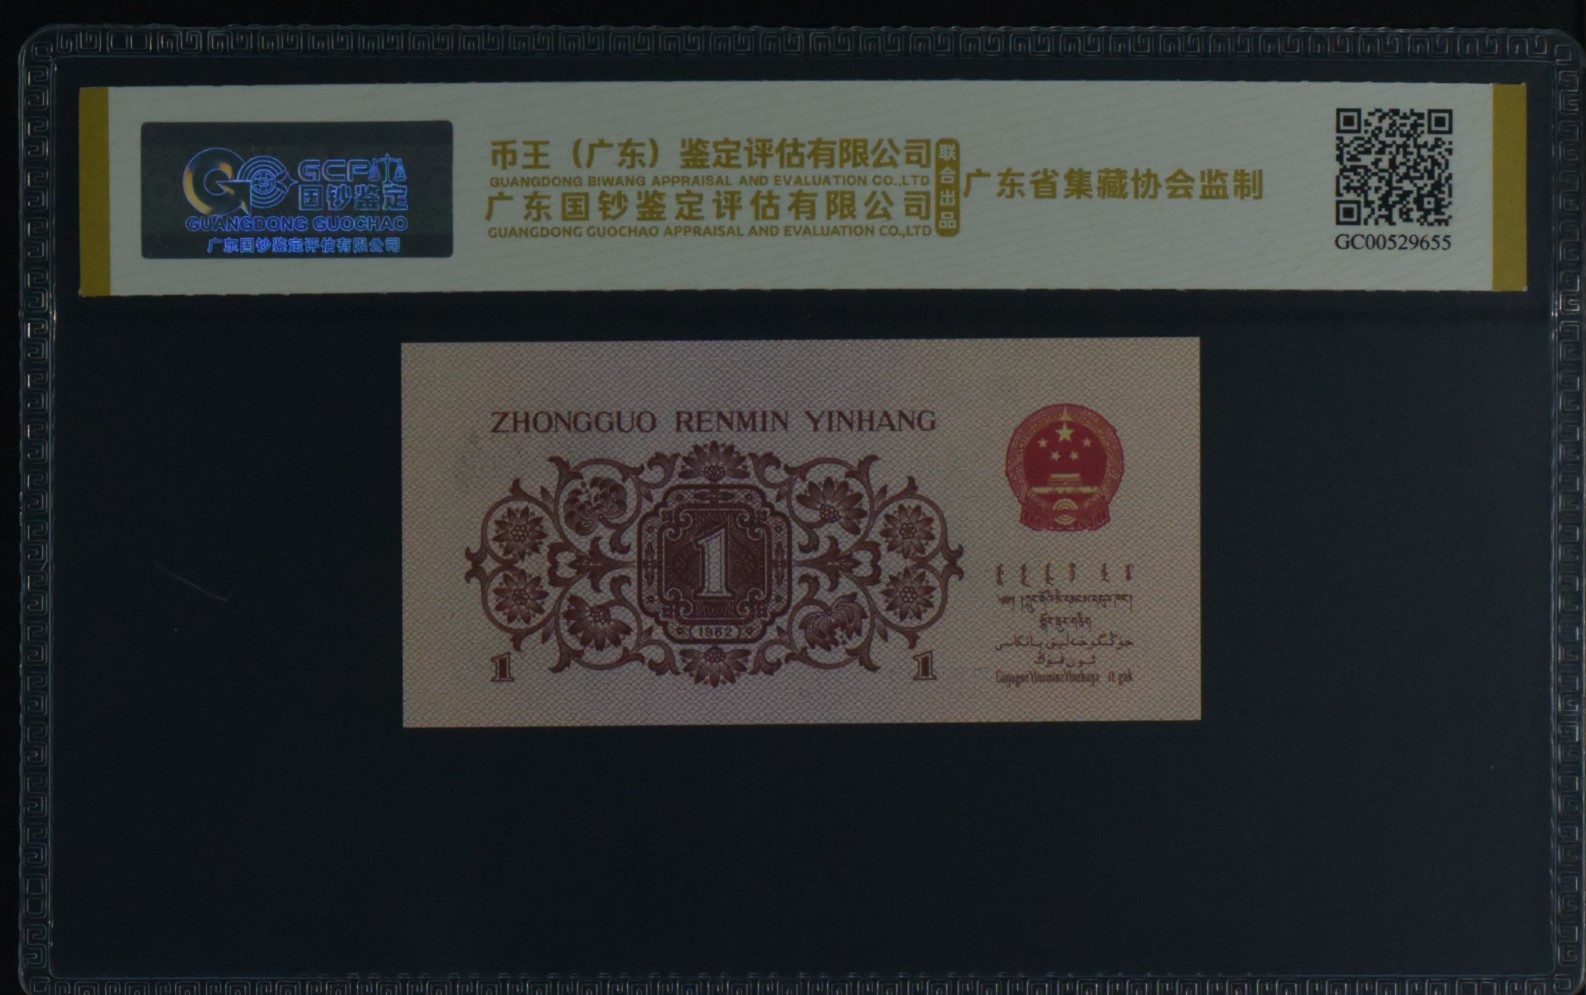 GCP
国钞鉴定
GUANGDONG GUOCHAO
广东国钞鉴定评估有限公司
币王（广东）鉴定评估有限公司
GUANGDONG BIWANG APPRAISAL AND EVALUATION CO.,LTD
广东国钞鉴定评估有限公司
GUANGDONG GUOCHAO APPRAISAL AND EVALUATION CO.,LTD
联合出品
广东省集藏协会监制
GC00529655
ZHONGGUO RENMIN YINHANG
1
(1962)
1 1
جۇڭگو خەلق بانكىسى